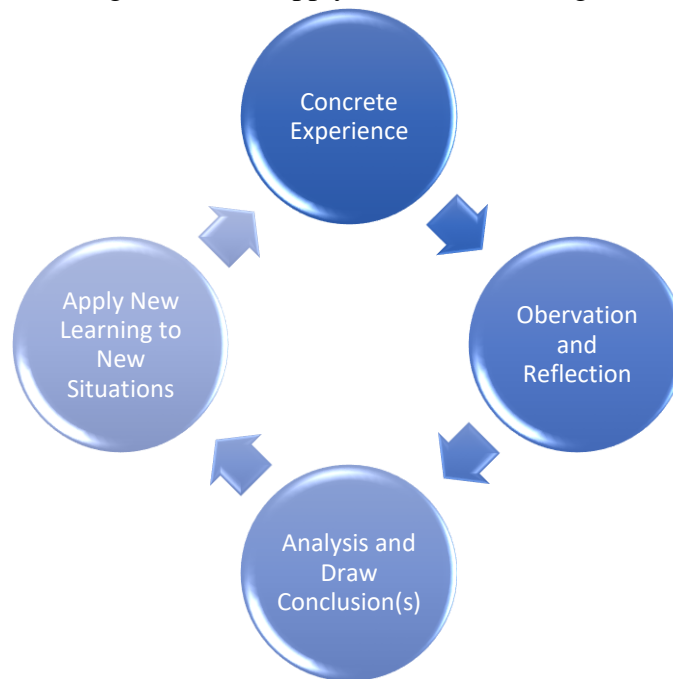 Concrete
Experience
Obervation
and
Reflection
Analysis and
Draw
Conclusion(s)
Apply New
Learning to
New
Situations